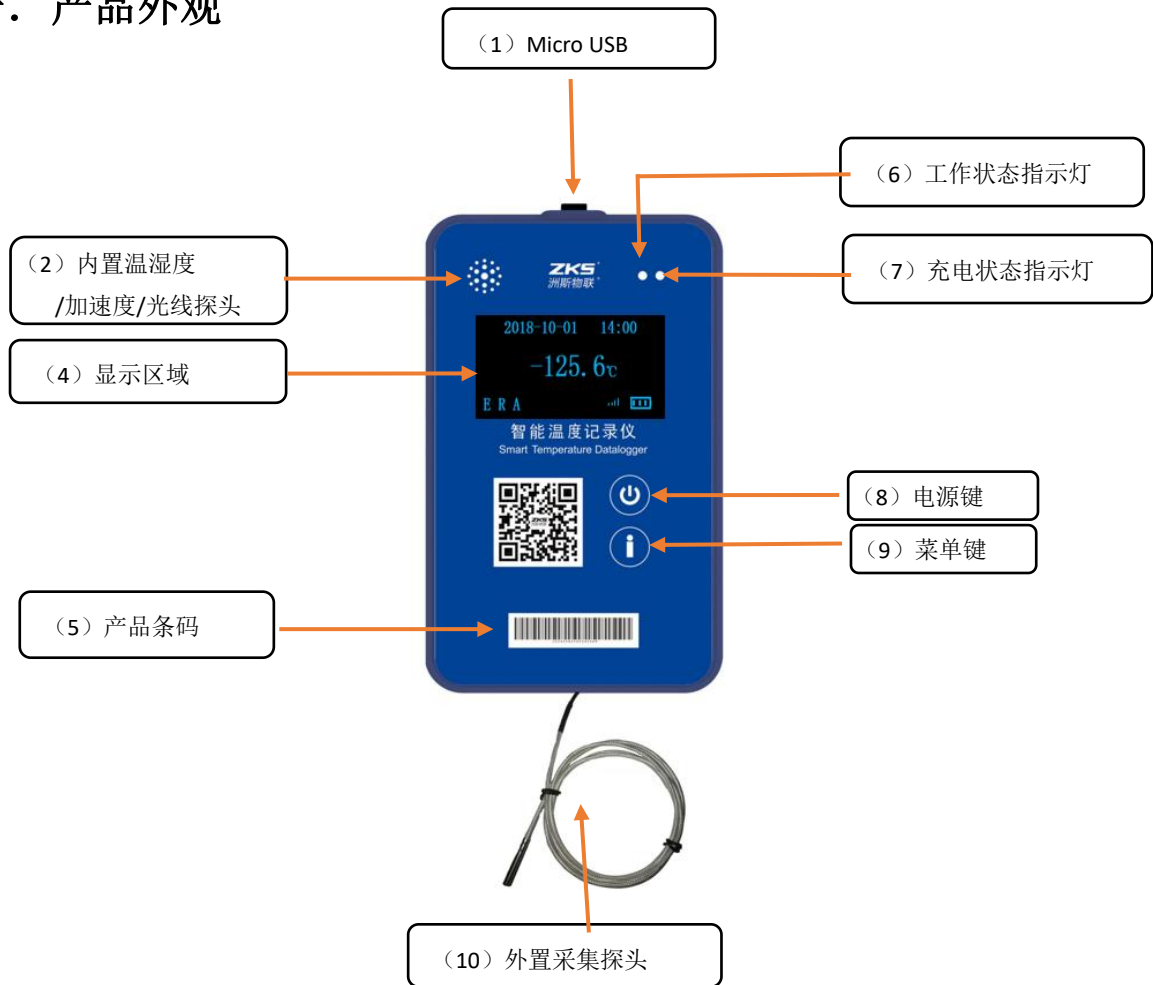 ．产品外观
（1）Micro USB
（6）工作状态指示灯
（2）内置温湿度
/加速度/光线探头
（7）充电状态指示灯
ZKS
洲斯物联
2018-10-01 14:00
-125.6℃
（4）显示区域
E R A
智能温度记录仪
Smart Temperature Datalogger
ZKS
（8）电源键
（9）菜单键
（5）产品条码
（10）外置采集探头